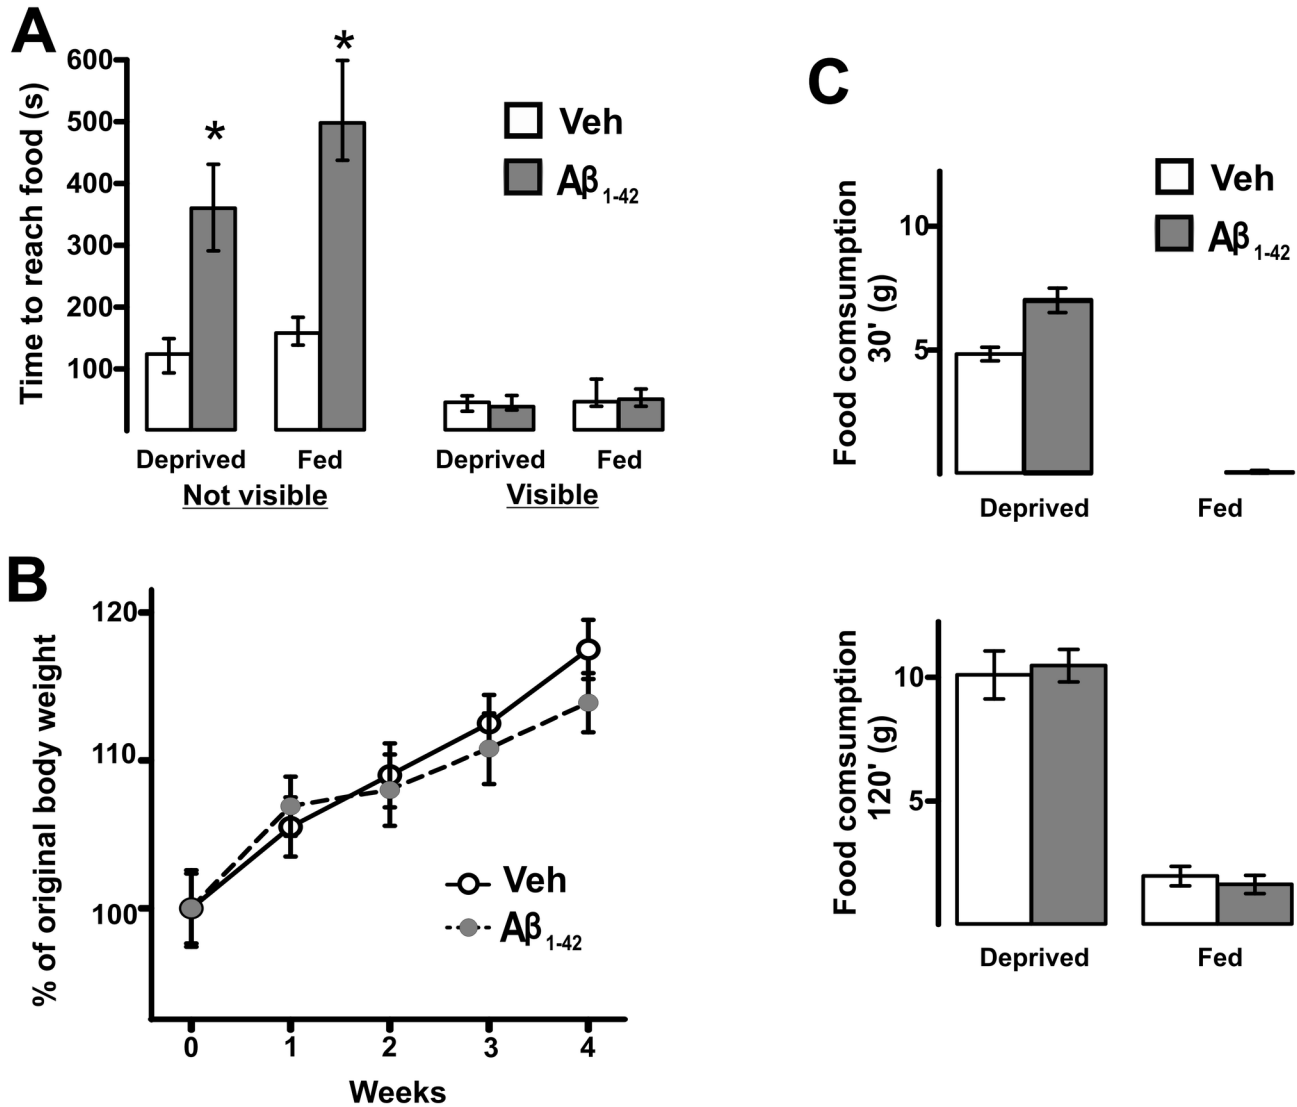 A
Time to reach food (s)
600
500
400
300
200
100
*
*
Veh
Aβ1-42
Deprived
Fed
Deprived
Fed
Not visible
Visible
B
% of original body weight
120
110
100
Veh
Aβ1-42
0
1
2
3
4
Weeks
C
Food comsumption
30' (g)
10
5
Veh
Aβ1-42
Deprived
Fed
Food comsumption
120' (g)
10
5
Deprived
Fed